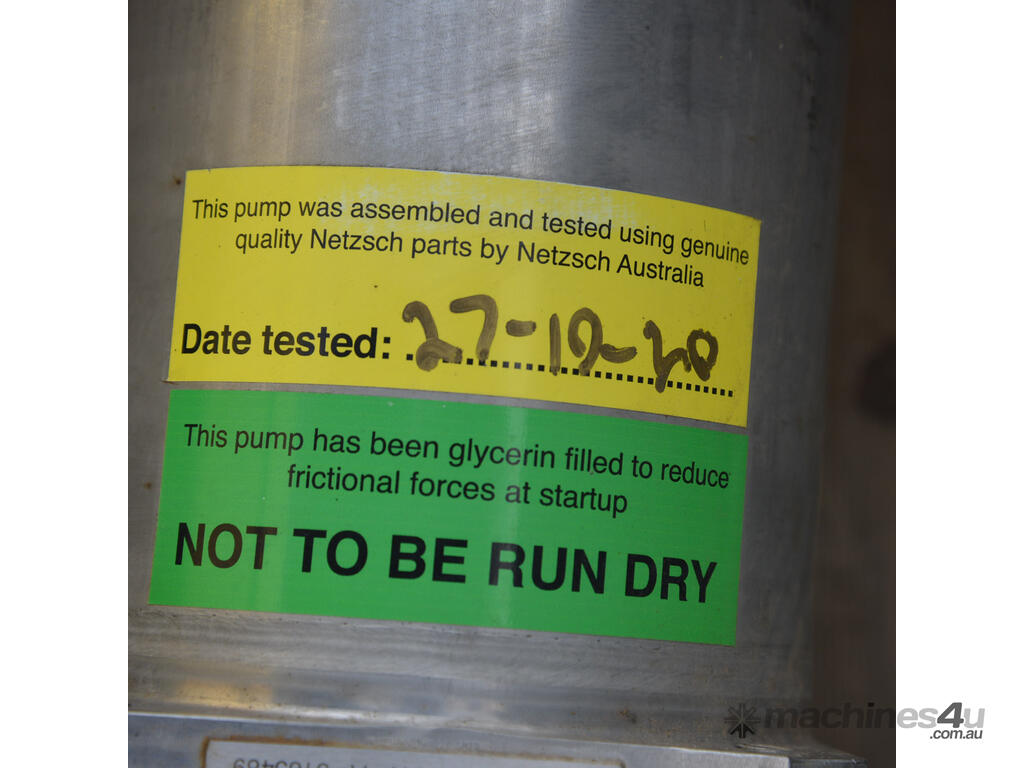 This pump was assembled and tested using genuine
quality Netzsch parts by Netzsch Australia
Date tested: 27-10-20
This pump has been glycerin filled to reduce
frictional forces at startup
NOT TO BE RUN DRY
machines4u
.com.au